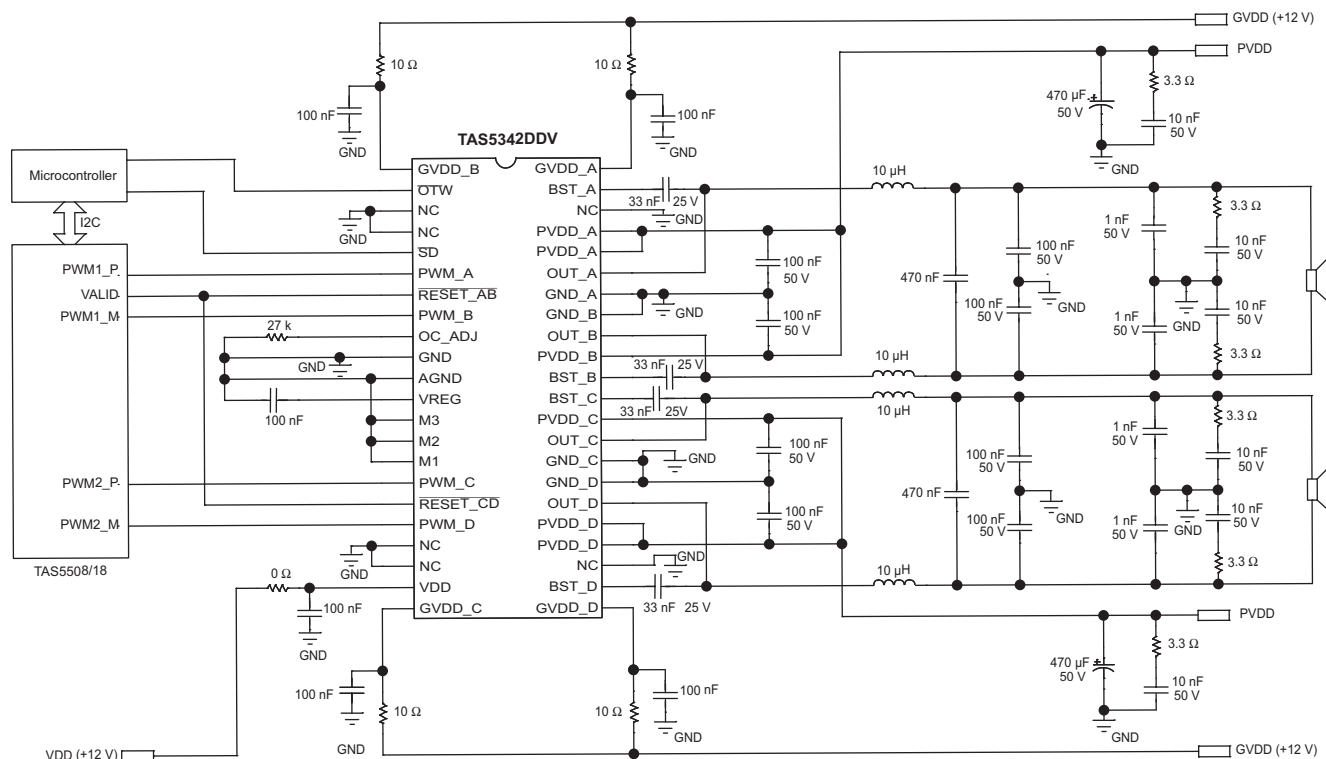 GVDD (+12 V)
PVDD
10 Ω
10 Ω
3.3 Ω
470 µF
50 V
10 nF
50 V
100 nF
GND
100 nF
GND
GND
TAS5342DDV
Microcontroller
I2C
PWM1_P
VALID
PWM1_M
PWM2_P
PWM2_M
TAS5508/18
GND
27 k
GND
100 nF
GND
0 Ω
100 nF
GND
VDD (+12 V)
GVDD_B
OTW
NC
NC
SD
PWM_A
RESET_AB
PWM_B
OC_ADJ
GND
AGND
VREG
M3
M2
M1
PWM_C
RESET_CD
PWM_D
NC
NC
VDD
GVDD_C
GVDD_A
BST_A
NC
PVDD_A
PVDD_A
OUT_A
GND_A
GND_B
OUT_B
PVDD_B
BST_B
BST_C
PVDD_C
OUT_C
GND_C
GND_D
OUT_D
PVDD_D
PVDD_D
NC
BST_D
GVDD_D
33 nF 25 V
GND
100 nF
50 V
GND
100 nF
50 V
33 nF 25 V
33 nF 25V
100 nF
50 V
GND
100 nF
50 V
GND
33 nF 25 V
10 µH
10 µH
10 µH
10 µH
470 nF
100 nF
50 V
GND
100 nF
50 V
1 nF
50 V
GND
1 nF
50 V
3.3 Ω
10 nF
50 V
10 nF
50 V
3.3 Ω
470 nF
100 nF
50 V
GND
100 nF
50 V
1 nF
50 V
GND
1 nF
50 V
3.3 Ω
10 nF
50 V
10 nF
50 V
3.3 Ω
PVDD
3.3 Ω
470 µF
50 V
10 nF
50 V
GND
100 nF
GND
10 Ω
10 Ω
100 nF
GND
GVDD (+12 V)